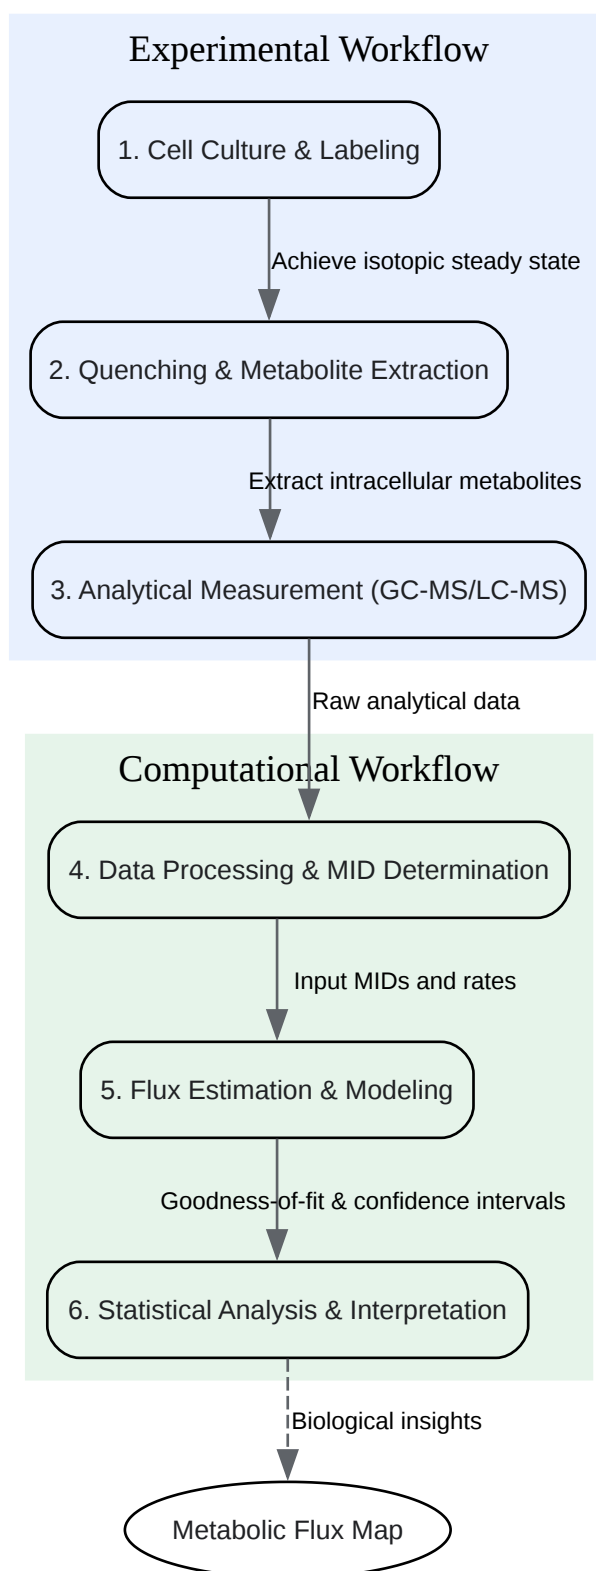 Experimental Workflow
1. Cell Culture & Labeling
Achieve isotopic steady state
2. Quenching & Metabolite Extraction
Extract intracellular metabolites
3. Analytical Measurement (GC-MS/LC-MS)
Raw analytical data
Computational Workflow
4. Data Processing & MID Determination
Input MIDs and rates
5. Flux Estimation & Modeling
Goodness-of-fit & confidence intervals
6. Statistical Analysis & Interpretation
Biological insights
Metabolic Flux Map